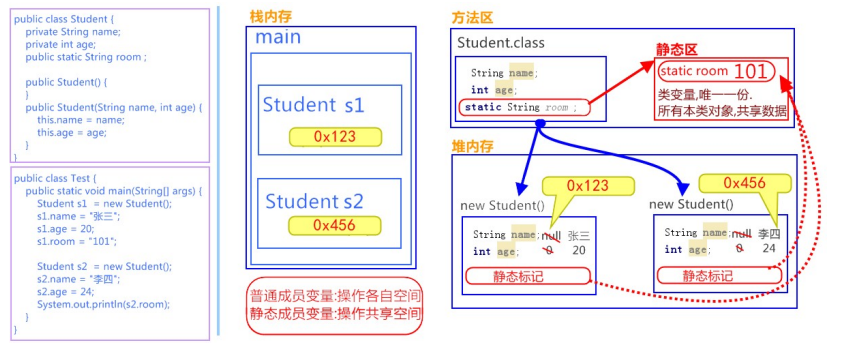 public class Student {
private String name;
private int age;
public static String room ;
public Student() {
}
public Student(String name, int age) {
this.name = name;
this.age = age;
}
}
public class Test {
public static void main(String[] args) {
Student s1 = new Student();
s1.name = "张三";
s1.age = 20;
s1.room = "101";
Student s2 = new Student();
s2.name = "李四";
s2.age = 24;
System.out.println(s2.room);
}
}
栈内存
main
Student s1
0x123
Student s2
0x456
普通成员变量:操作各自空间
静态成员变量:操作共享空间
方法区
Student.class
String name;
int age;
static String room ;
静态区
static room 101
类变量,唯一一份.
所有本类对象,共享数据
堆内存
0x123
new Student()
String name; null 张三
int age; 0 20
静态标记
0x456
new Student()
String name; null 李四
int age; 0 24
静态标记